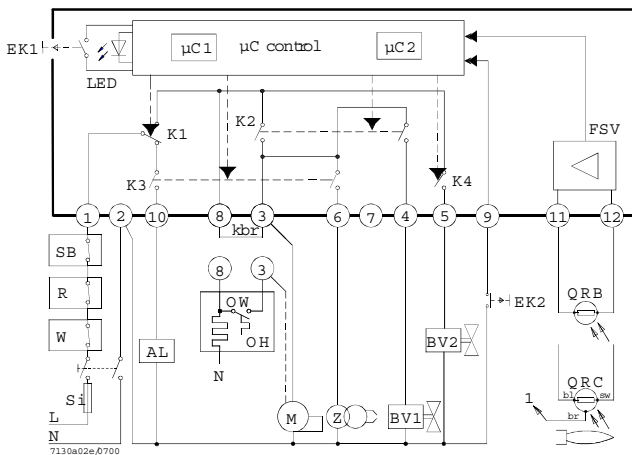 EK1
LED
µC1
µC control
µC2
FSV
K1
K2
K3
K4
1
2
10
8
3
6
7
4
5
9
11
12
kbr
SB
R
W
8
3
OW
OH
N
AL
EK2
QRB
BV2
Si
L
N
M
Z
BV1
QRC
bl
sw
br
1
7130a02e/0700